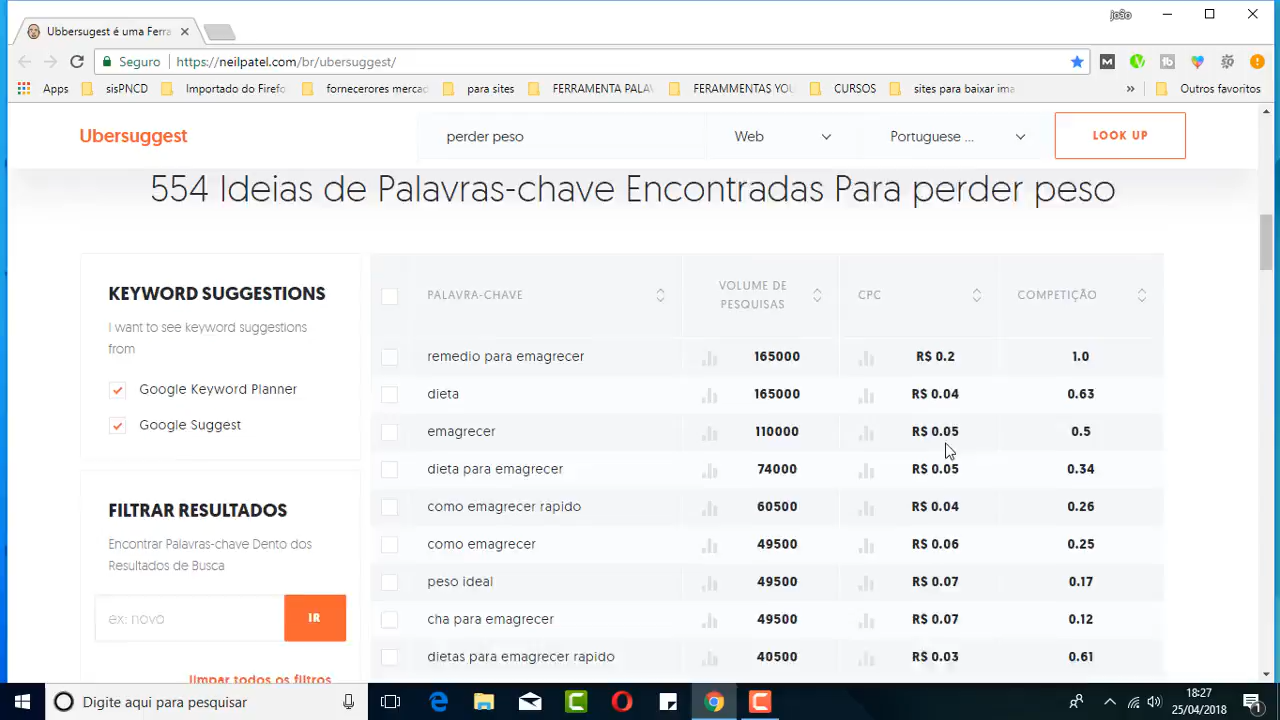 joão
Ubbersugest é uma Ferra
Seguro https://neilpatel.com/br/ubersuggest/
Apps sisPNCD Importado do Firefo fornecerores merca para sites FERRAMENTA PALA FERAMMENTAS YOU CURSOS sites para baixar ima » Outros favoritos
Ubersuggest perder peso Web Portuguese ... LOOK UP
554 Ideias de Palavras-chave Encontradas Para perder peso
KEYWORD SUGGESTIONS
I want to see keyword suggestions
from
Google Keyword Planner
Google Suggest
FILTRAR RESULTADOS
Encontrar Palavras-chave Dento dos
Resultados de Busca
ex: novo IR
limpar todos os filtros
PALAVRA-CHAVE VOLUME DE PESQUISAS CPC COMPETIÇÃO
remedio para emagrecer 165000 R$ 0.2 1.0
dieta 165000 R$ 0.04 0.63
emagrecer 110000 R$ 0.05 0.5
dieta para emagrecer 74000 R$ 0.05 0.34
como emagrecer rapido 60500 R$ 0.04 0.26
como emagrecer 49500 R$ 0.06 0.25
peso ideal 49500 R$ 0.07 0.17
cha para emagrecer 49500 R$ 0.07 0.12
dietas para emagrecer rapido 40500 R$ 0.03 0.61
Digite aqui para pesquisar
18:27
25/04/2018